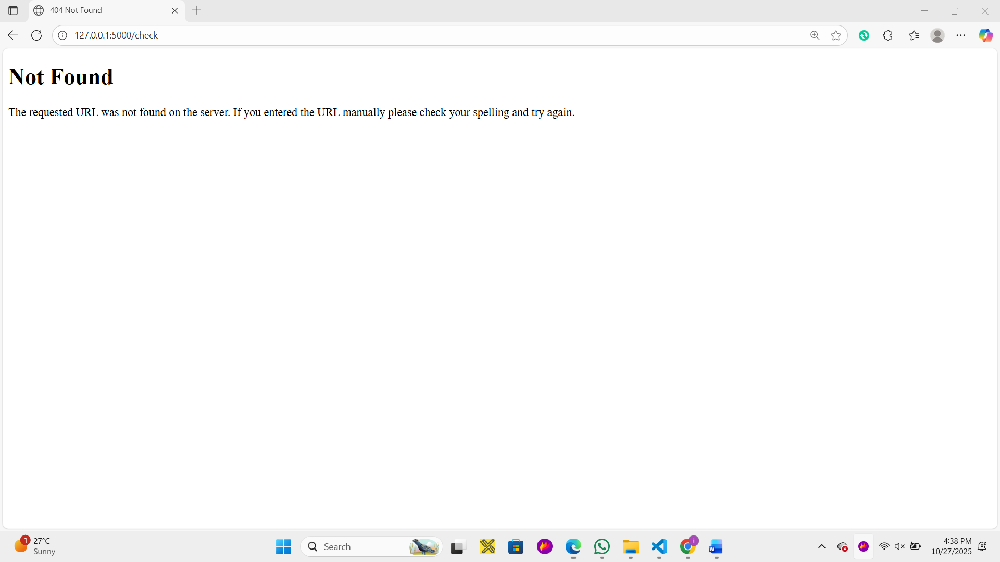 404 Not Found
127.0.0.1:5000/check
Not Found
The requested URL was not found on the server. If you entered the URL manually please check your spelling and try again.
1
27°C
Sunny
Search
i
W
4:38 PM
10/27/2025